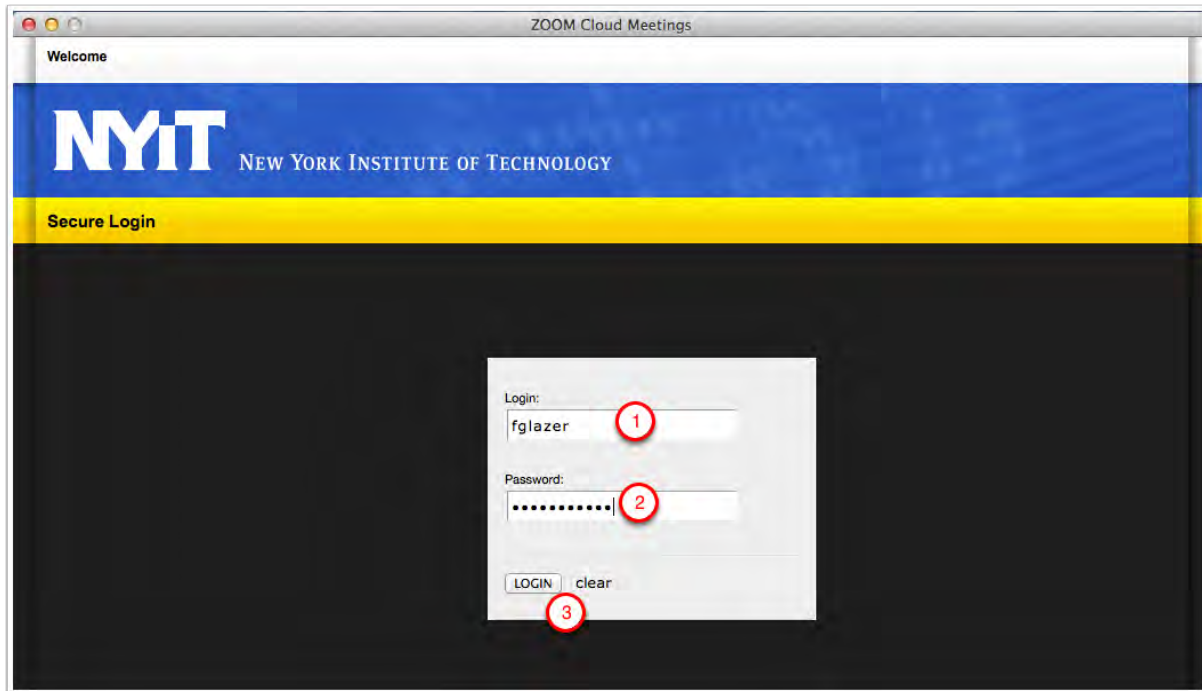 ZOOM Cloud Meetings
Welcome
NYiT NEW YORK INSTITUTE OF TECHNOLOGY
Secure Login
Login:
fglazer 1
Password:
••••••••••• 2
LOGIN clear
3